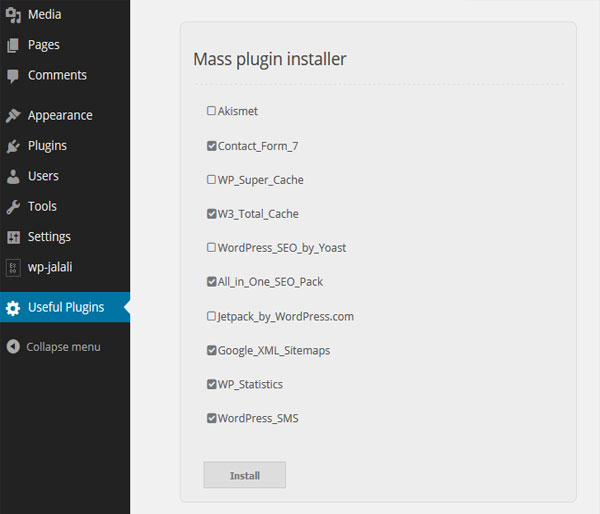 Media
Pages
Comments
Appearance
Plugins
Users
Tools
Settings
wp-jalali
Useful Plugins
Collapse menu
Mass plugin installer
Akismet
Contact_Form_7
WP_Super_Cache
W3_Total_Cache
WordPress_SEO_by_Yoast
All_in_One_SEO_Pack
Jetpack_by_WordPress.com
Google_XML_Sitemaps
WP_Statistics
WordPress_SMS
Install